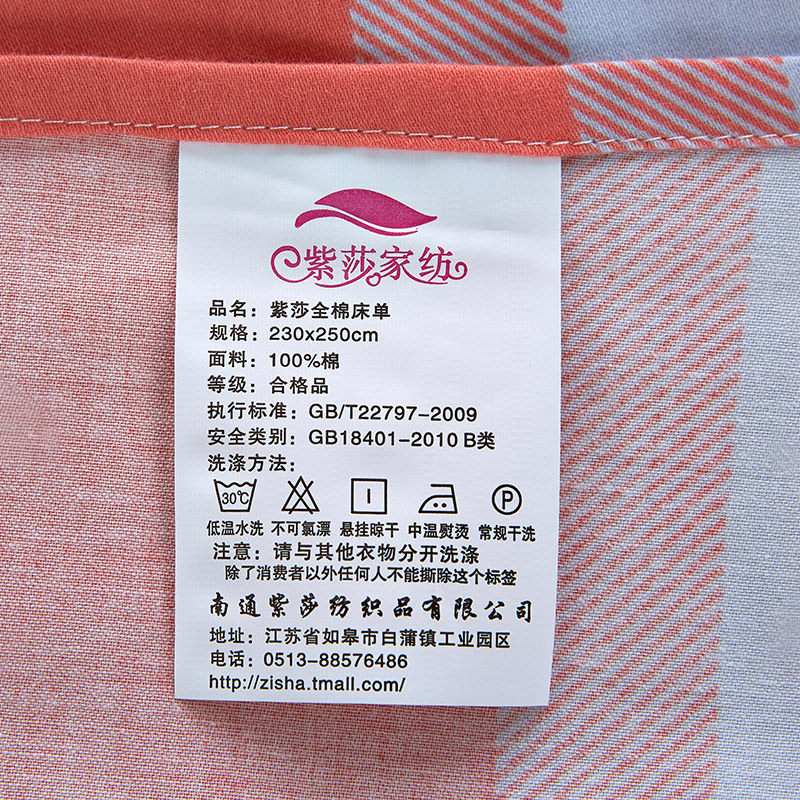 紫莎家纺
品名：紫莎全棉床单
规格：230x250cm
面料：100%棉
等级：合格品
执行标准：GB/T22797-2009
安全类别：GB18401-2010 B类
洗涤方法：
30℃ P
低温水洗 不可氯漂 悬挂晾干 中温熨烫 常规干洗
注意：请与其他衣物分开洗涤
除了消费者以外任何人不能撕除这个标签
南通紫莎纺织品有限公司
地址：江苏省如皋市白蒲镇工业园区
电话：0513-88576486
http://zisha.tmall.com/